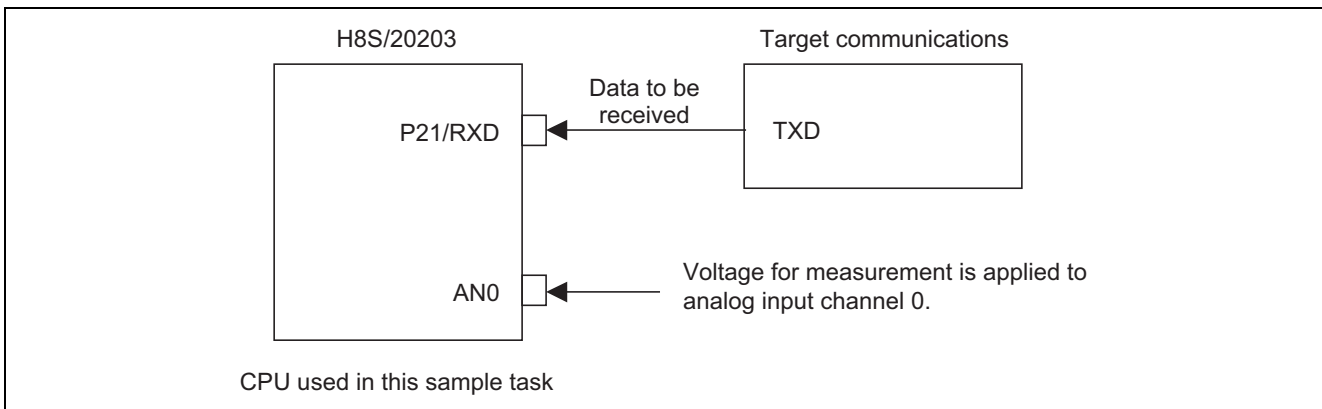 H8S/20203
Target communications
Data to be
received
P21/RXD
TXD
AN0
Voltage for measurement is applied to
analog input channel 0.
CPU used in this sample task